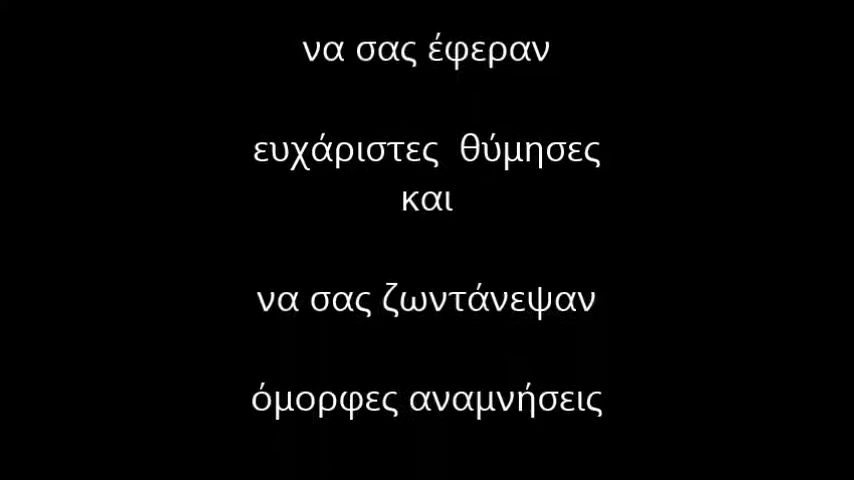 να σας έφεραν
ευχάριστες θύμησες
και
να σας ζωντάνεψαν
όμορφες αναμνήσεις